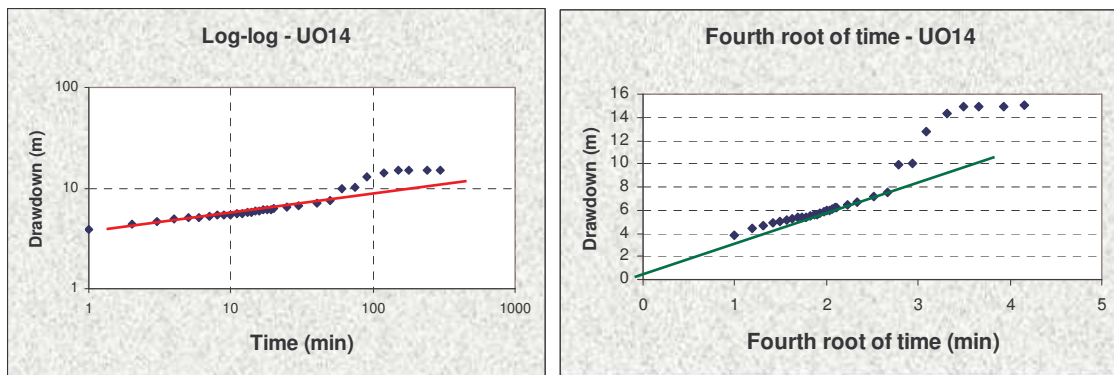 Log-log - UO14
Drawdown (m)
100
10
1
1 10 100 1000
Time (min)
Fourth root of time - UO14
Drawdown (m)
16
14
12
10
8
6
4
2
0
0 1 2 3 4 5
Fourth root of time (min)